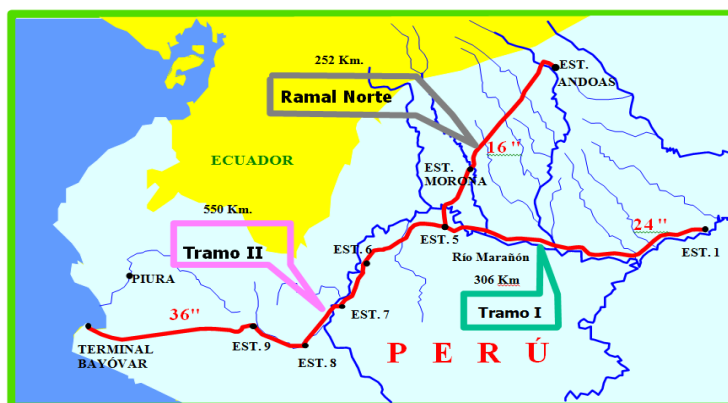 252 Km.
EST.
ANDOAS
Ramal Norte
16"
ECUADOR
EST.
MORONA
550 Km.
24"
EST. 5
EST. 1
Tramo II
EST. 6
Río Marañón
306 Km
PIURA
EST. 7
Tramo I
36"
TERMINAL
BAYÓVAR
EST. 9
EST. 8
PERÚ